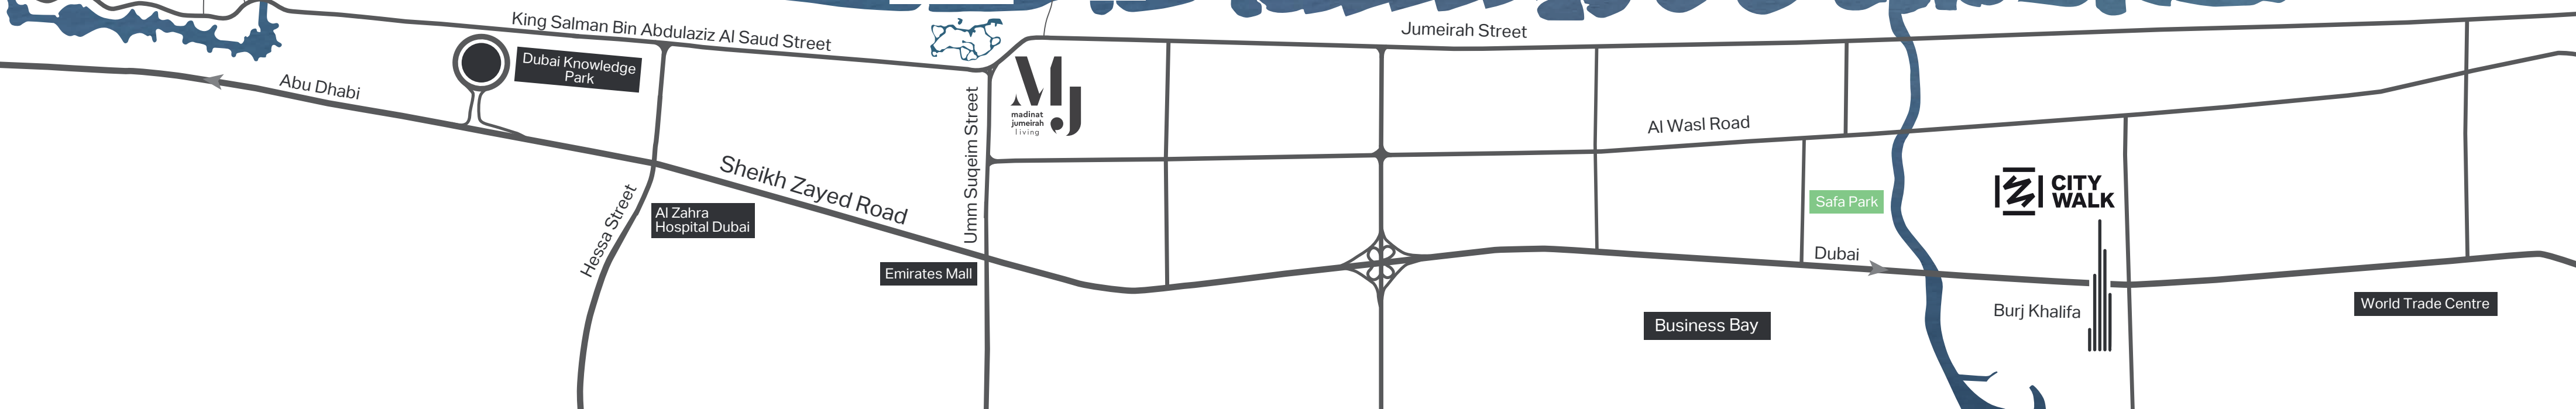 King Salman Bin Abdulaziz Al Saud Street
Jumeirah Street
Dubai Knowledge
Park
Abu Dhabi
Umm Suqeim Street
MJ
madinat
jumeirah
living
Al Wasl Road
Sheikh Zayed Road
Hessa Street
Al Zahra
Hospital Dubai
Safa Park
CITY
WALK
Dubai
Emirates Mall
Burj Khalifa
World Trade Centre
Business Bay